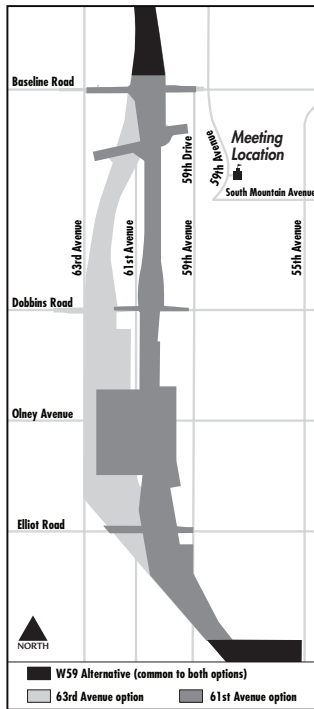 Baseline Road
59th Drive
59th Avenue
Meeting
Location
South Mountain Avenue
63rd Avenue
61st Avenue
59th Avenue
55th Avenue
Dobbins Road
Olney Avenue
Elliot Road
NORTH
W59 Alternative (common to both options)
63rd Avenue option
61st Avenue option